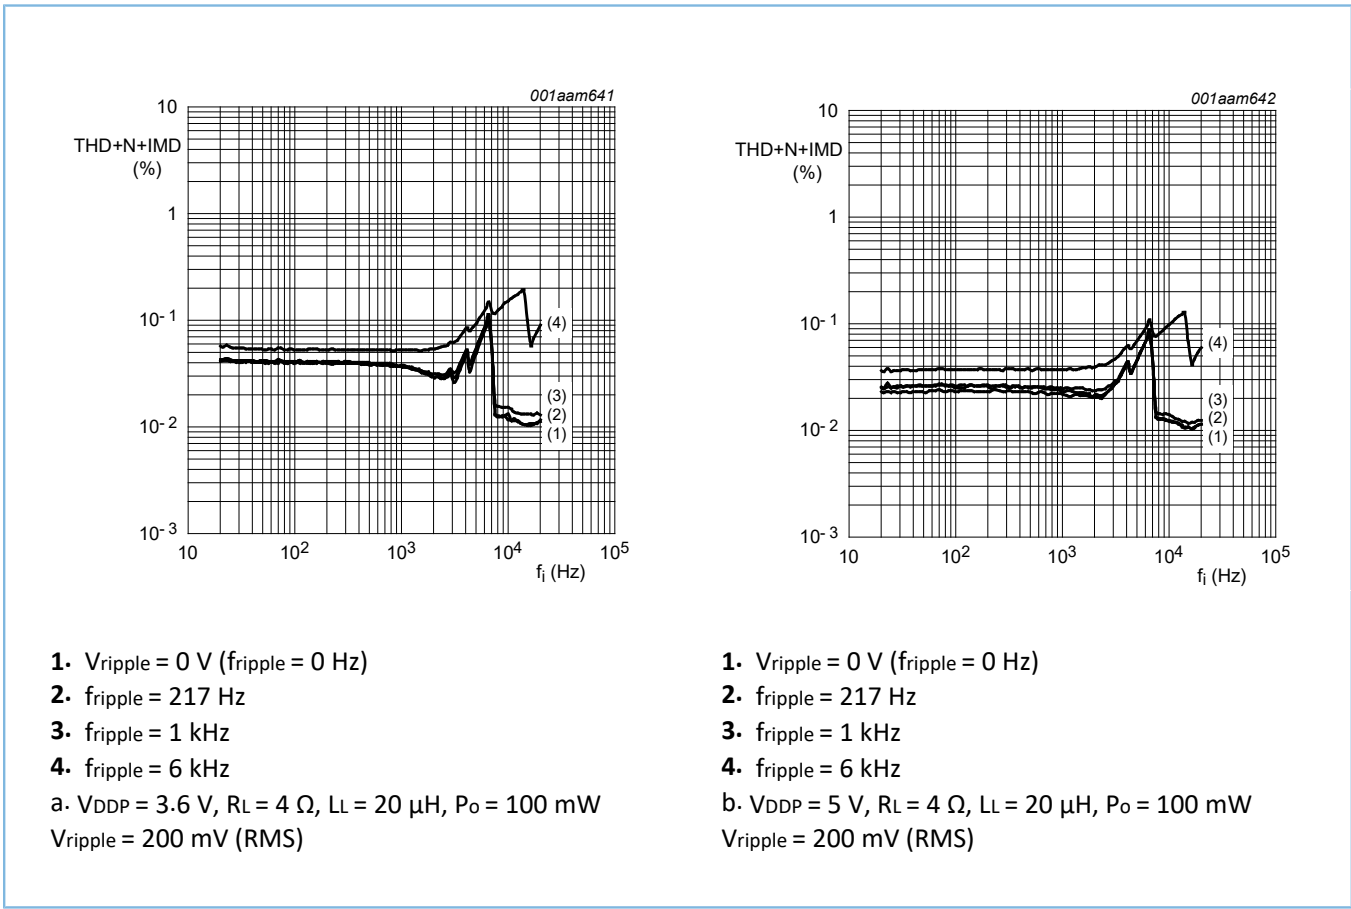 001aam641
10
THD+N+IMD
(%)
1
10-1
10-2
10-3
(4)
(3)
(2)
(1)
10 10² 10³ 10⁴ 10⁵
fi (Hz)
1. Vripple = 0 V (fripple = 0 Hz)
2. fripple = 217 Hz
3. fripple = 1 kHz
4. fripple = 6 kHz
a. VDDP = 3.6 V, RL = 4 Ω, LL = 20 µH, Po = 100 mW
Vripple = 200 mV (RMS)
001aam642
10
THD+N+IMD
(%)
1
10-1
10-2
10-3
(4)
(3)
(2)
(1)
10 10² 10³ 10⁴ 10⁵
fi (Hz)
1. Vripple = 0 V (fripple = 0 Hz)
2. fripple = 217 Hz
3. fripple = 1 kHz
4. fripple = 6 kHz
b. VDDP = 5 V, RL = 4 Ω, LL = 20 µH, Po = 100 mW
Vripple = 200 mV (RMS)